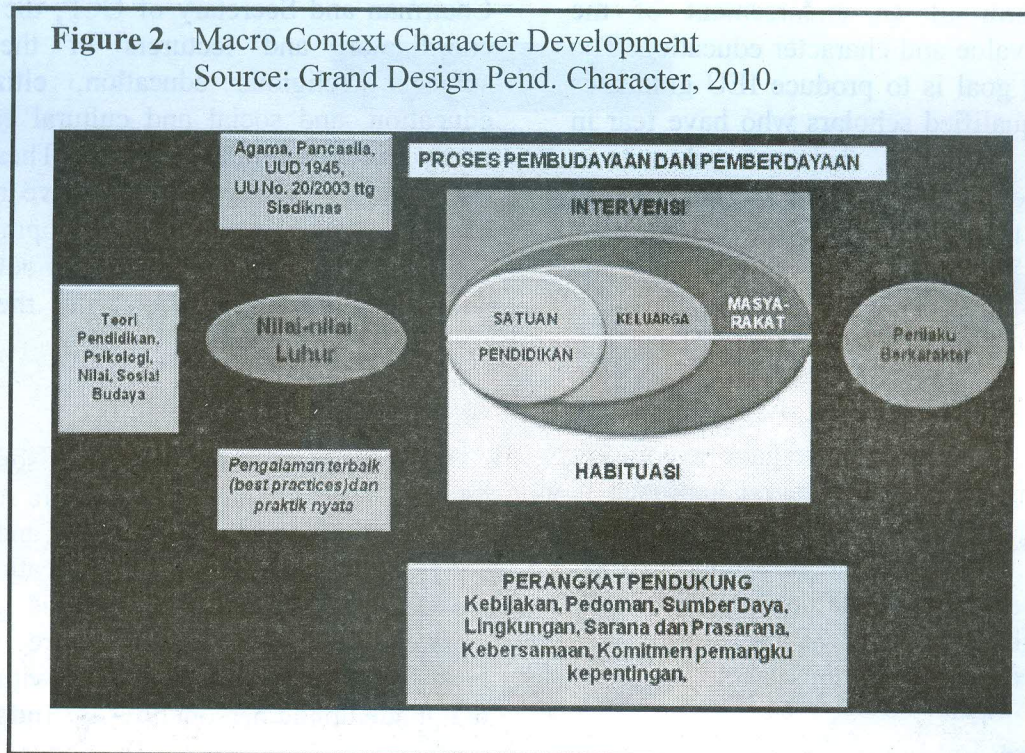 Figure 2. Macro Context Character Development
Source: Grand Design Pend. Character, 2010.
Agama, Pancasila,
UUD 1945,
UU No. 20/2003 ttg
Sisdiknas
PROSES PEMBUDAYAAN DAN PEMBERDAYAAN
INTERVENSI
Teori
Pendidikan,
Psikologi,
Nilai, Sosial
Budaya
Nilai-nilai
Luhur
SATUAN
PENDIDIKAN
KELUARGA
MASYA-
RAKAT
Perilaku
Berkarakter
HABITUASI
Pengalaman terbaik
(best practices)dan
praktik nyata
PERANGKAT PENDUKUNG
Kebijakan, Pedoman, Sumber Daya,
Lingkungan, Sarana dan Prasarana,
Kebersamaan, Komitmen pemangku
kepentingan.